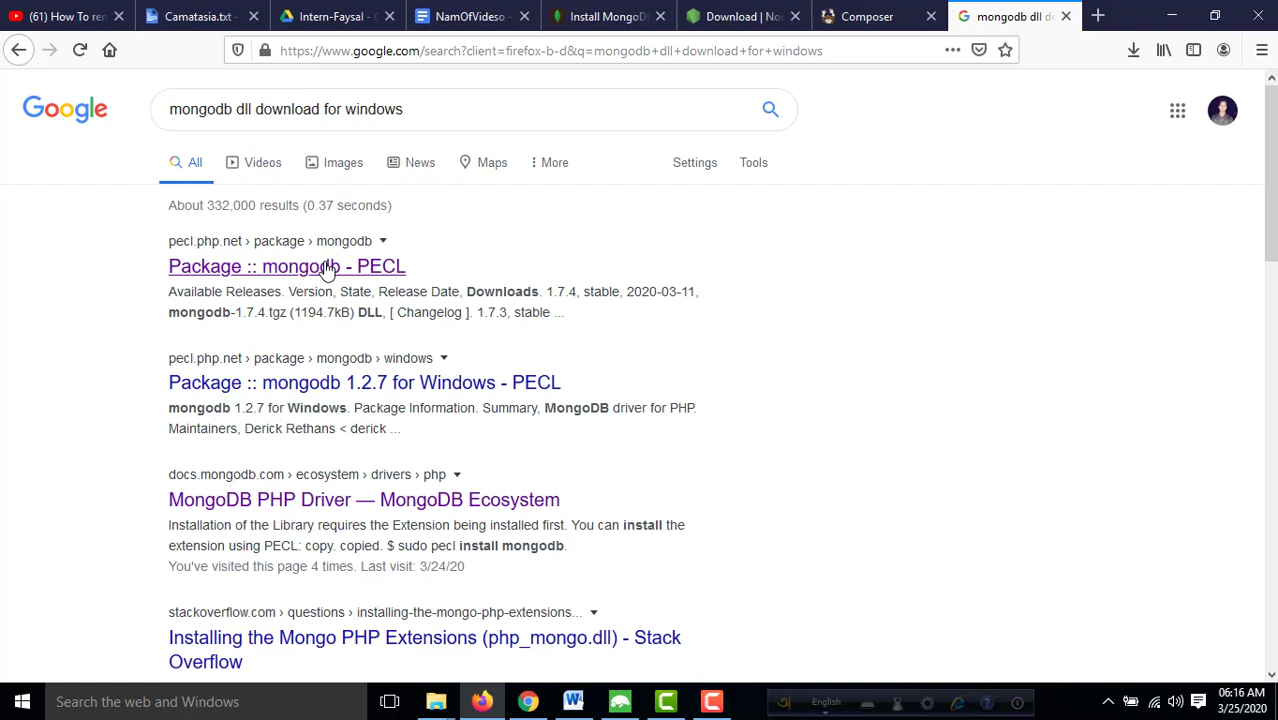 (61) How To ren
Camatasia.txt -
Intern-Faysal - G
NamOfVideso -
Install MongoDB
Download | No
Composer
mongodb dll do
https://www.google.com/search?client=firefox-b-d&q=mongodb+dll+download+for+windows
Google
mongodb dll download for windows
All
Videos
Images
News
Maps
More
Settings
Tools
About 332,000 results (0.37 seconds)
pecl.php.net › package › mongodb
Package :: mongodb - PECL
Available Releases. Version, State, Release Date, Downloads. 1.7.4, stable, 2020-03-11,
mongodb-1.7.4.tgz (1194.7kB) DLL, [ Changelog ]. 1.7.3, stable ...
pecl.php.net › package › mongodb › windows
Package :: mongodb 1.2.7 for Windows - PECL
mongodb 1.2.7 for Windows. Package Information. Summary, MongoDB driver for PHP.
Maintainers, Derick Rethans < derick ...
docs.mongodb.com › ecosystem › drivers › php
MongoDB PHP Driver — MongoDB Ecosystem
Installation of the Library requires the Extension being installed first. You can install the
extension using PECL: copy. copied. $ sudo pecl install mongodb.
You've visited this page 4 times. Last visit: 3/24/20
stackoverflow.com › questions › installing-the-mongo-php-extensions...
Installing the Mongo PHP Extensions (php_mongo.dll) - Stack
Overflow
Search the web and Windows
English
06:16 AM
3/25/2020